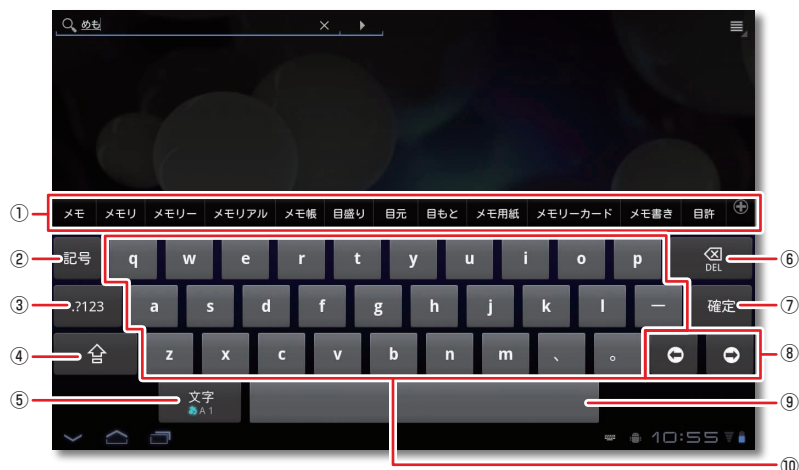 めも
① メモ メモリ メモリー メモリアル メモ帳 目盛り 目元 目もと メモ用紙 メモリーカード メモ書き 目許
② 記号 q w e r t y u i o p DEL ⑥
③ .?123 a s d f g h j k l ー 確定 ⑦
④ z x c v b n m 、 。 ⑧
⑤ 文字 ⑨
あ A 1
10:55
⑩